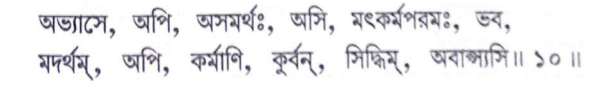 অভ্যাসে, অপি, অসমর্থঃ, অসি, মৎকর্মপরমঃ, ভব,
মদর্থম্, অপি, কর্মাণি, কুর্বন্, সিদ্ধিম্, অবাপ্স্যসি॥ ১০ ॥